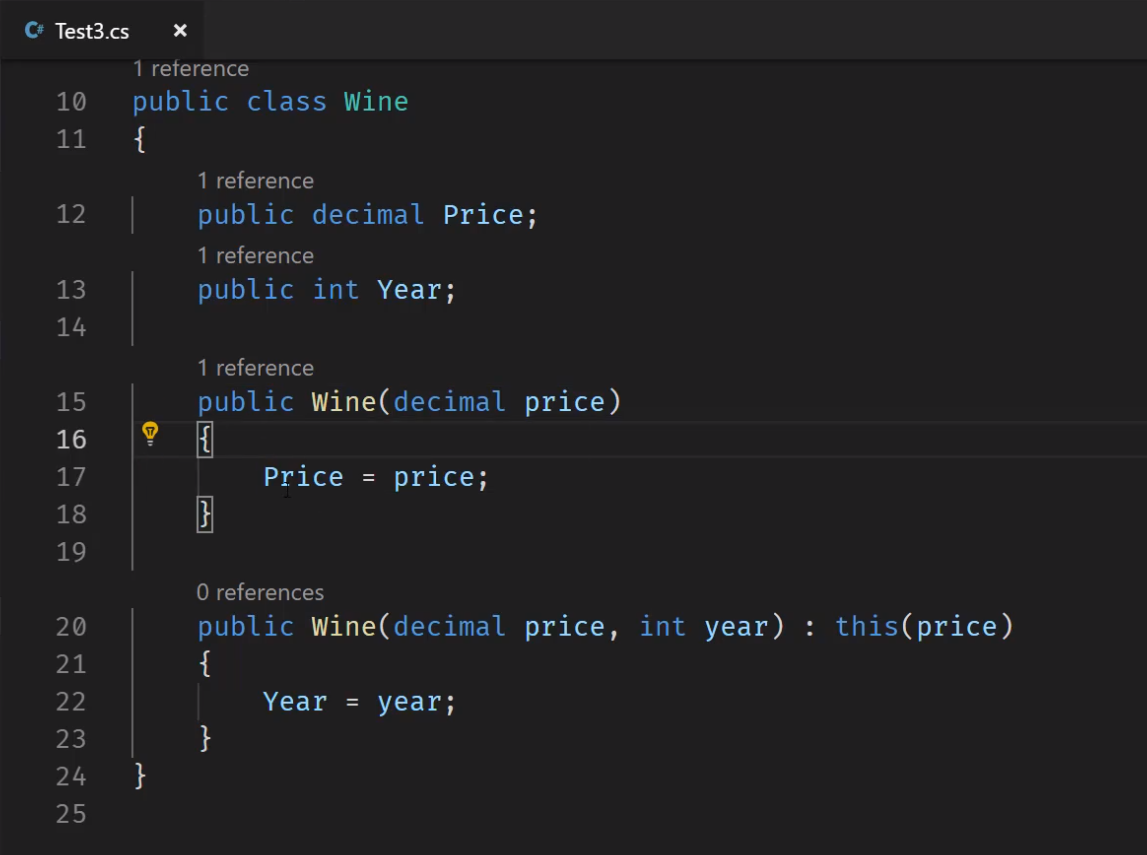 C# Test3.cs ×
1 reference
10 public class Wine
11 {
1 reference
12 public decimal Price;
1 reference
13 public int Year;
14
1 reference
15 public Wine(decimal price)
16 {
17 Price = price;
18 }
19
0 references
20 public Wine(decimal price, int year) : this(price)
21 {
22 Year = year;
23 }
24 }
25